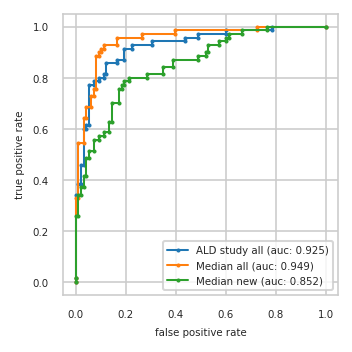 1.0
0.8
0.6
0.4
0.2
0.0
true positive rate
ALD study all (auc: 0.925)
Median all (auc: 0.949)
Median new (auc: 0.852)
0.0 0.2 0.4 0.6 0.8 1.0
false positive rate